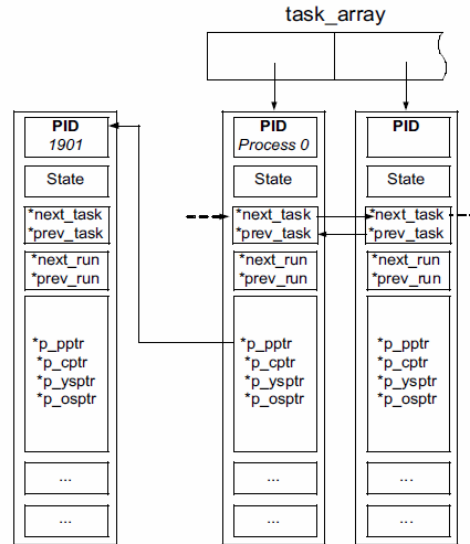 task_array
PID
1901
State
*next_task
*prev_task
*next_run
*prev_run
*p_pptr
*p_cptr
*p_ysptr
*p_osptr
...
...
PID
Process 0
State
*next_task
*prev_task
*next_run
*prev_run
*p_pptr
*p_cptr
*p_ysptr
*p_osptr
...
...
PID
State
*next_task
*prev_task
*next_run
*prev_run
*p_pptr
*p_cptr
*p_ysptr
*p_osptr
...
...